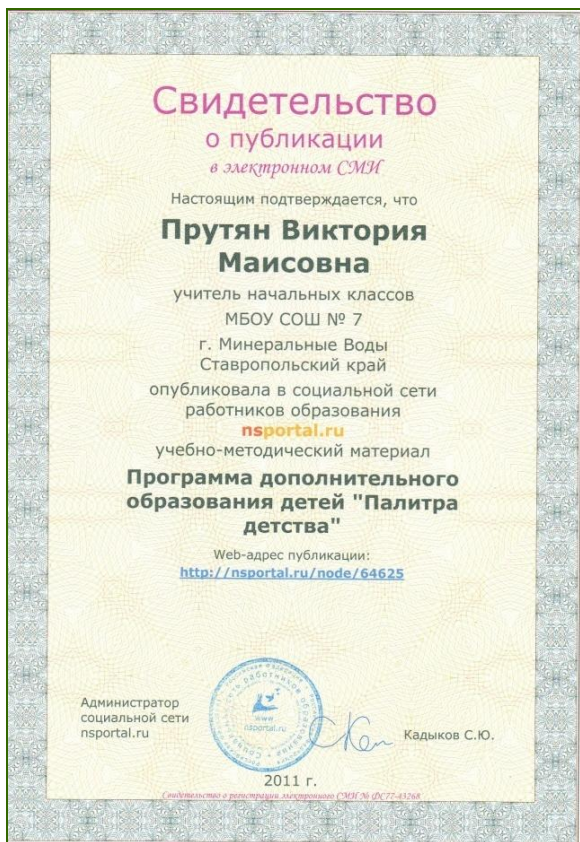 Свидетельство
о публикации
в электронном СМИ
Настоящим подтверждается, что
Прутян Виктория
Маисовна
учитель начальных классов
МБОУ СОШ № 7
г. Минеральные Воды
Ставропольский край
опубликовала в социальной сети
работников образования
nsportal.ru
учебно-методический материал
Программа дополнительного
образования детей "Палитра
детства"
Web-адрес публикации:
http://nsportal.ru/node/64625
Администратор
социальной сети
nsportal.ru
www
nsportal.ru
Кадыков С.Ю.
2011 г.
Свидетельство о регистрации электронного СМИ № ФС77-43268